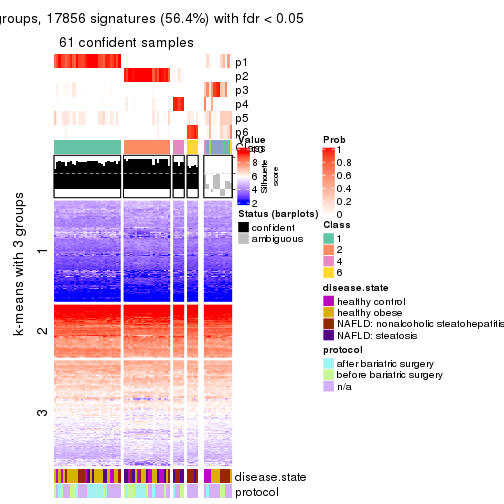 groups, 17856 signatures (56.4%) with fdr < 0.05
61 confident samples
p1
p2
p3
p4
p5
p6
Class
Value
10
8
6
4
2
Silhouette
score
Prob
1
0.8
0.6
0.4
0.2
0
Status (barplots)
confident
ambiguous
Class
1
2
4
6
disease.state
healthy control
healthy obese
NAFLD: nonalcoholic steatohepatitis
NAFLD: steatosis
protocol
after bariatric surgery
before bariatric surgery
n/a
k-means with 3 groups
1
2
3
disease.state
protocol